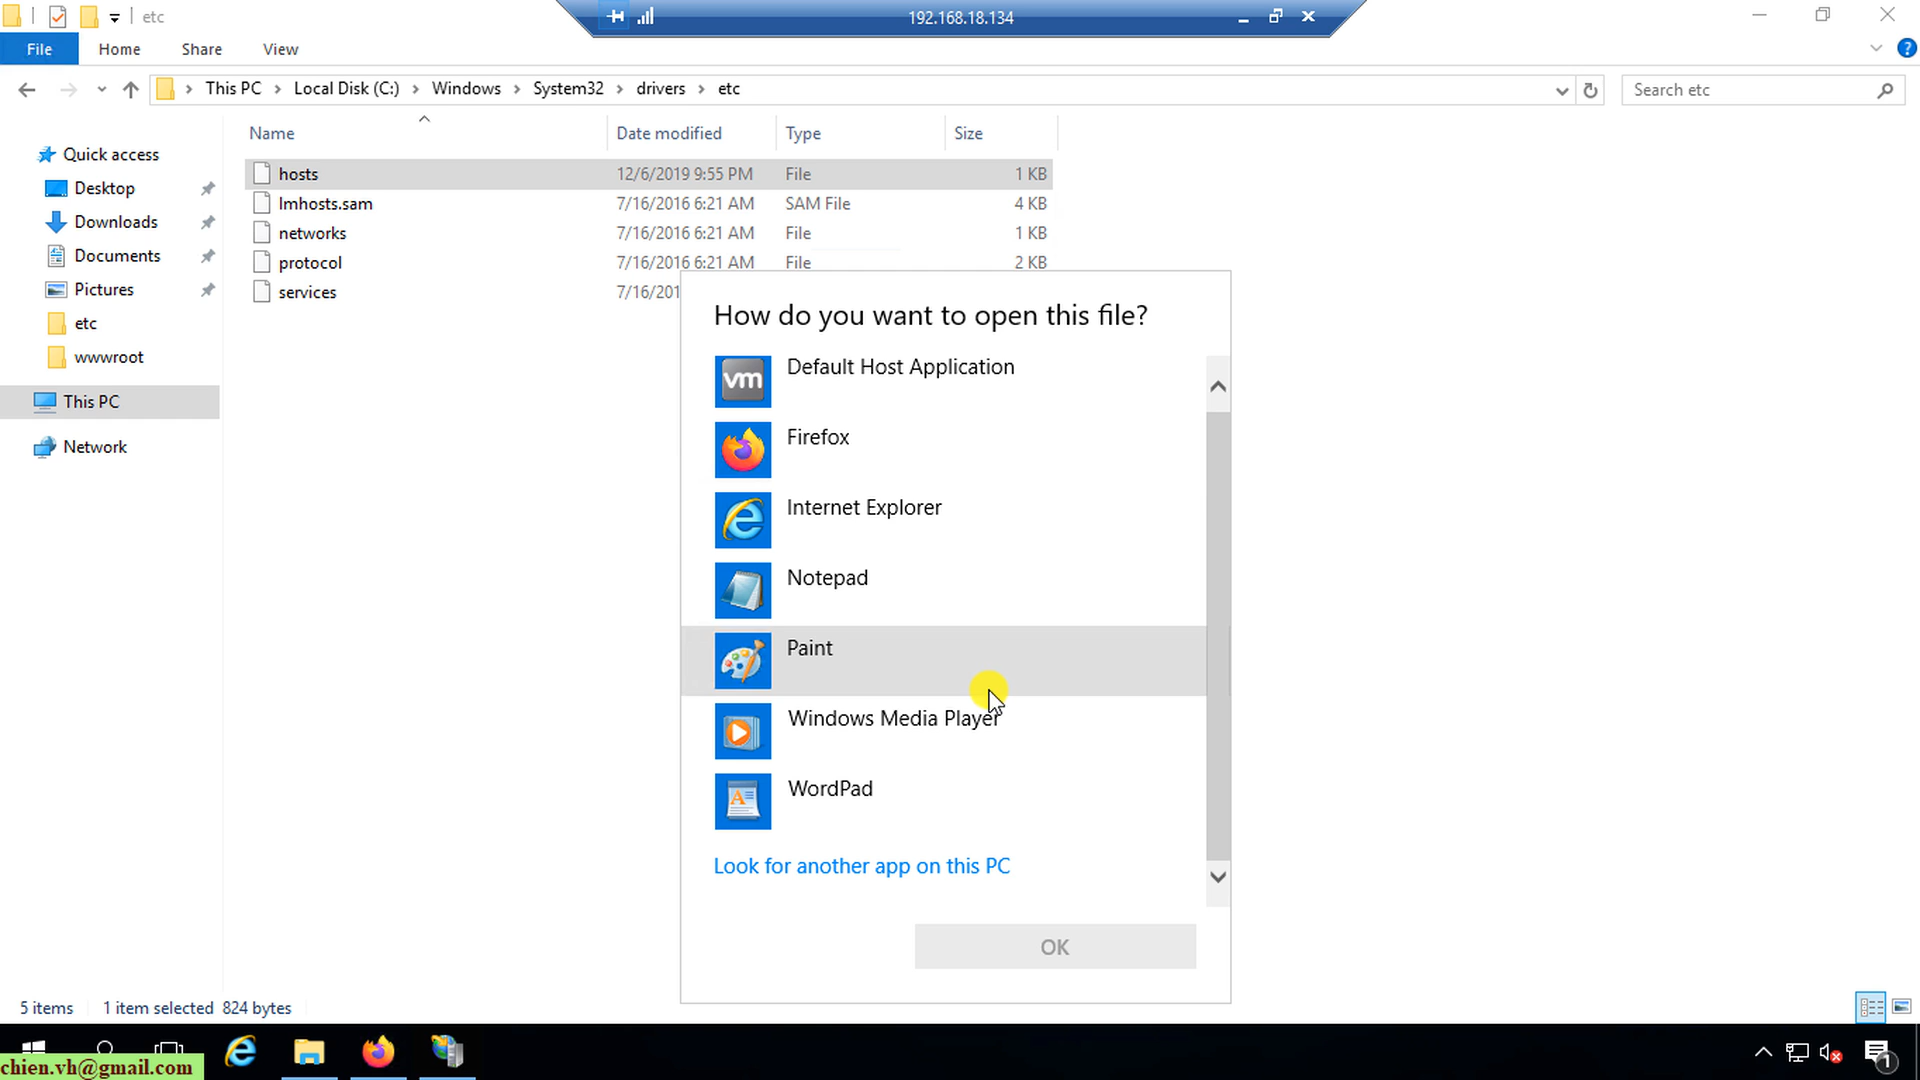 etc
192.168.18.134
File Home Share View
This PC Local Disk (C:) Windows System32 drivers etc
Search etc
Name Date modified Type Size
Quick access
Desktop
Downloads
Documents
Pictures
etc
wwwroot
This PC
Network
hosts 12/6/2019 9:55 PM File 1 KB
lmhosts.sam 7/16/2016 6:21 AM SAM File 4 KB
networks 7/16/2016 6:21 AM File 1 KB
protocol 7/16/2016 6:21 AM File 2 KB
services 7/16/201
How do you want to open this file?
vm
Default Host Application
Firefox
Internet Explorer
Notepad
Paint
Windows Media Player
WordPad
Look for another app on this PC
OK
5 items 1 item selected 824 bytes
chien.vh@gmail.com
1